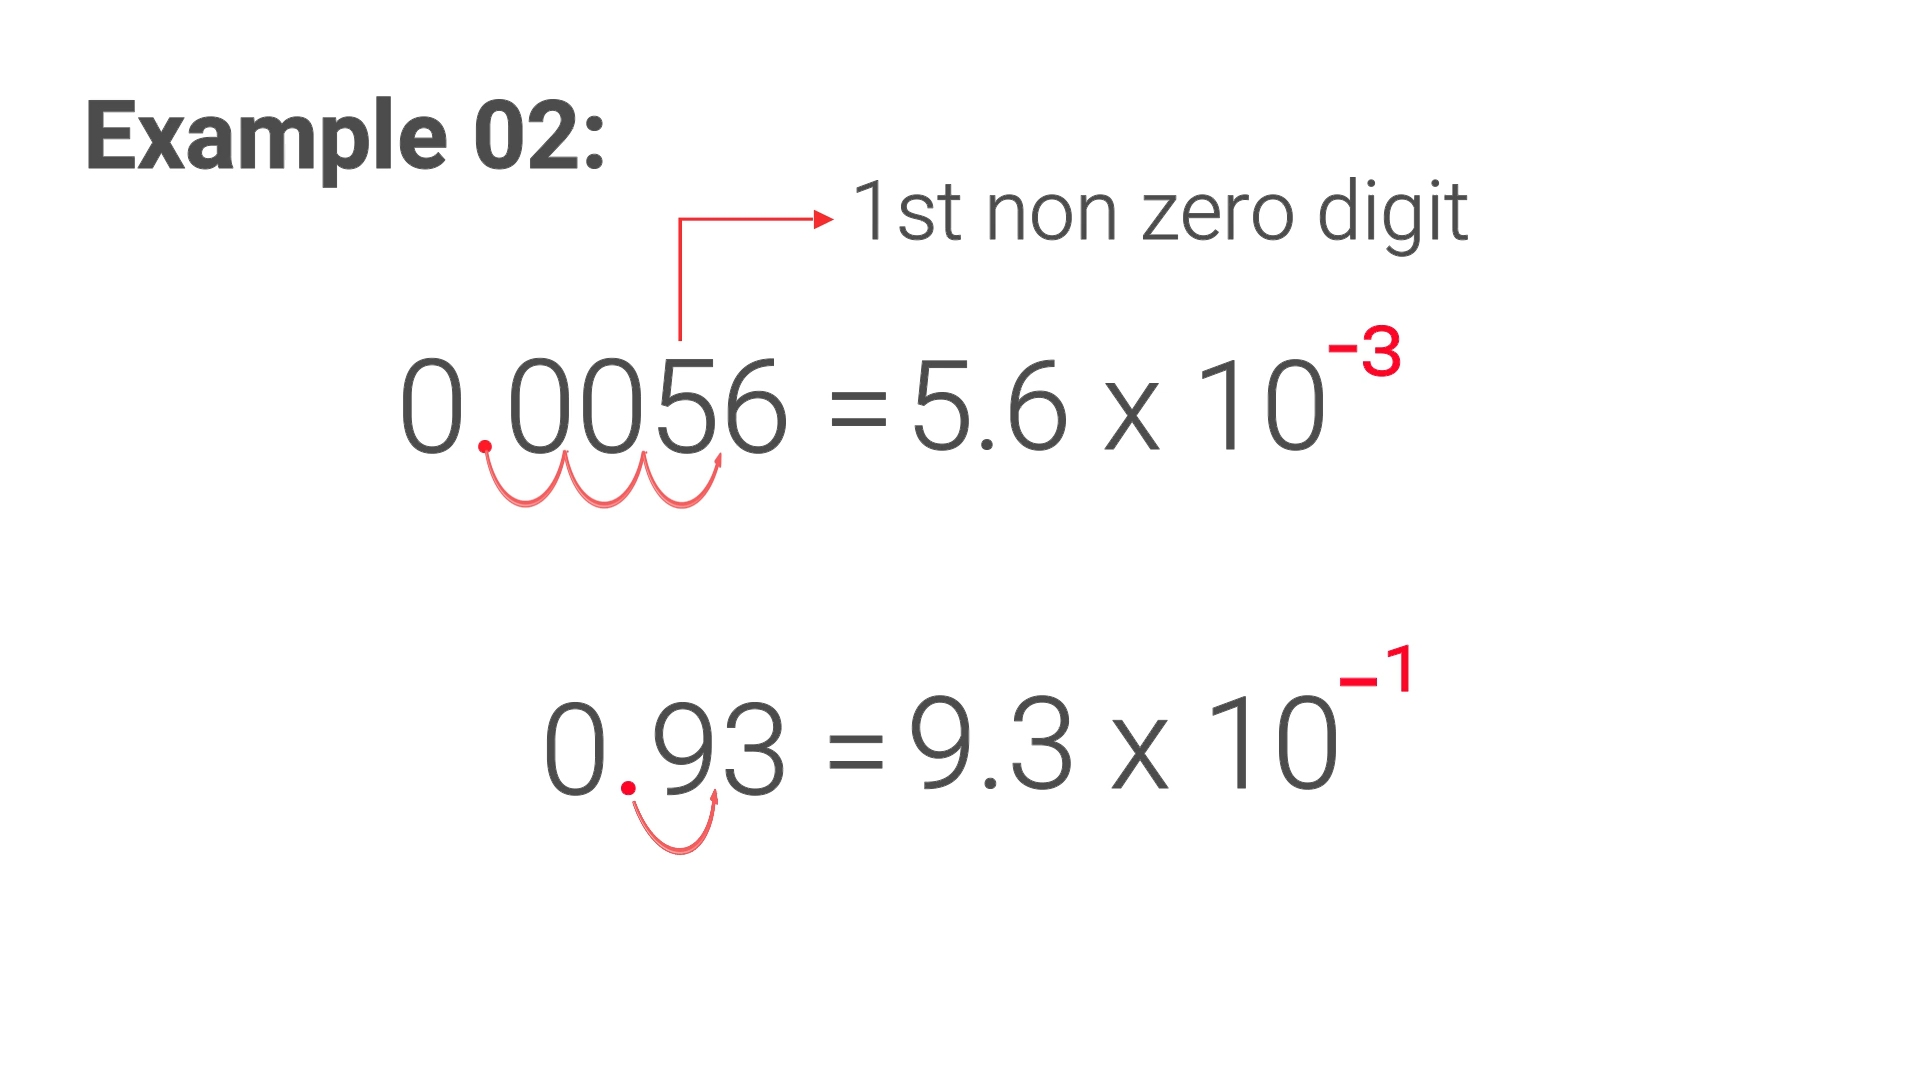 Example 02:
1st non zero digit
0.0056 = 5.6 x 10⁻³
0.93 = 9.3 x 10⁻¹